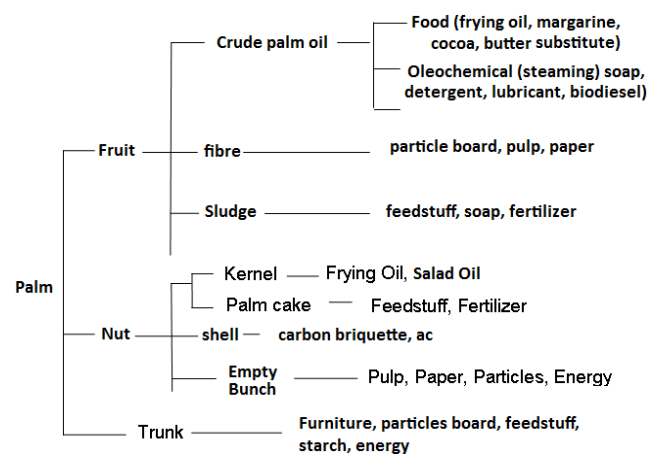 Food (frying oil, margarine,
cocoa, butter substitute)
Crude palm oil
Oleochemical (steaming) soap,
detergent, lubricant, biodiesel)
Fruit
fibre
particle board, pulp, paper
Sludge
feedstuff, soap, fertilizer
Palm
Kernel
Frying Oil, Salad Oil
Palm cake
Feedstuff, Fertilizer
Nut
shell
carbon briquette, ac
Empty
Bunch
Pulp, Paper, Particles, Energy
Trunk
Furniture, particles board, feedstuff,
starch, energy